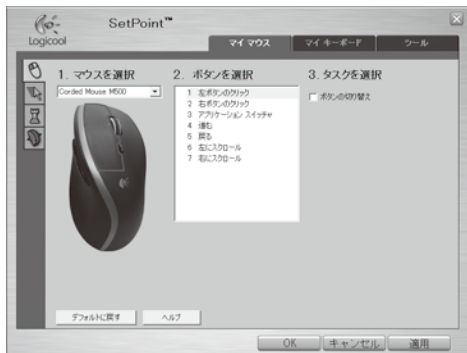 Logicool
SetPoint™
マイ マウス
マイ キーボード
ツール
1. マウスを選択
Corded Mouse M500
2. ボタンを選択
1 左ボタンのクリック
2 右ボタンのクリック
3 アプリケーション スイッチャ
4 進む
5 戻る
6 左にスクロール
7 右にスクロール
3. タスクを選択
ボタンの切り替え
デフォルトに戻す
ヘルプ
OK
キャンセル
適用